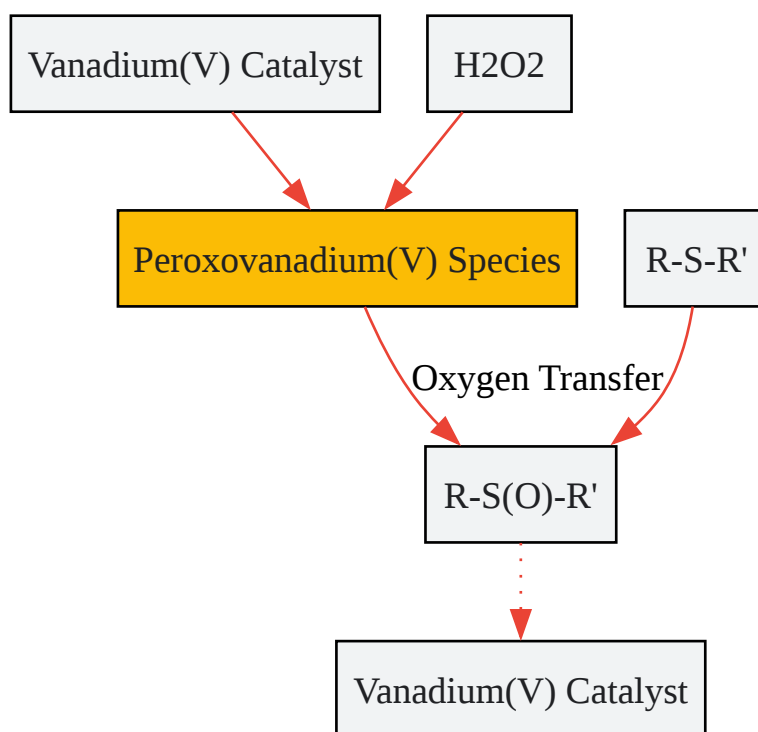 Vanadium(V) Catalyst
H2O2
Peroxovanadium(V) Species
R-S-R'
Oxygen Transfer
R-S(O)-R'
Vanadium(V) Catalyst